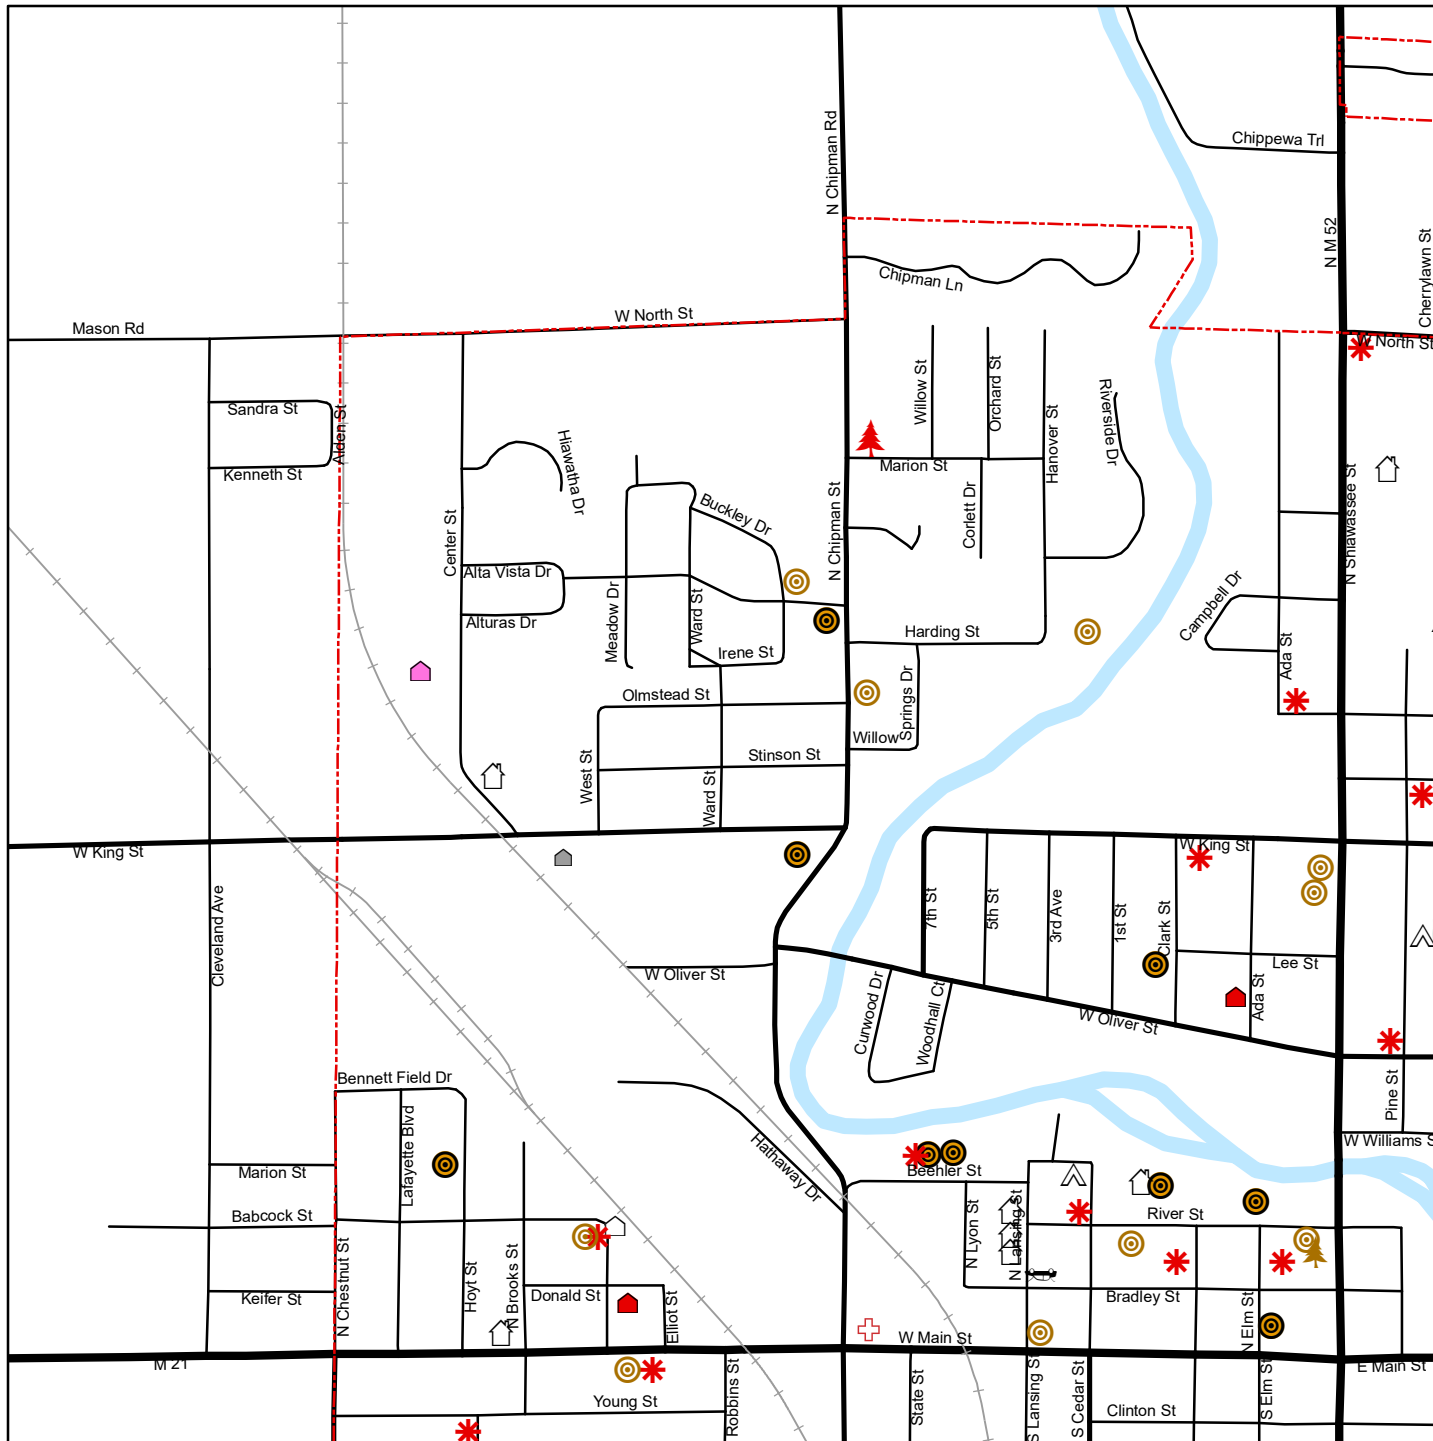 N Chipman Rd
Chippewa Trl
N M 52
Cherrylawn St
Chipman Ln
Mason Rd
W North St
W North St
Sandra St
Alden St
Kenneth St
Hiawatha Dr
Willow St
Orchard St
Hanover St
Riverside Dr
Marion St
Center St
Buckley Dr
N Chipman St
Corlett Dr
N Shiawassee St
Alta Vista Dr
Alturas Dr
Meadow Dr
Ward St
Irene St
Harding St
Campbell Dr
Ada St
Olmstead St
Willow
Springs Dr
West St
Stinson St
Ward St
W King St
W King St
Cleveland Ave
7th St
5th St
3rd Ave
1st St
Clark St
Lee St
Ada St
W Oliver St
Curwood Dr
Woodhall Ct
W Oliver St
Bennett Field Dr
Lafayette Blvd
Pine St
W Williams S
Hathaway Dr
Beehler St
Marion St
Babcock St
N Lyon St
N Lansing St
River St
Keifer St
N Chestnut St
Hoyt St
N Brooks St
Donald St
Elliot St
Bradley St
N Elm St
W Main St
M 21
E Main St
Young St
Robbins St
State St
S Lansing St
S Cedar St
Clinton St
S Elm St